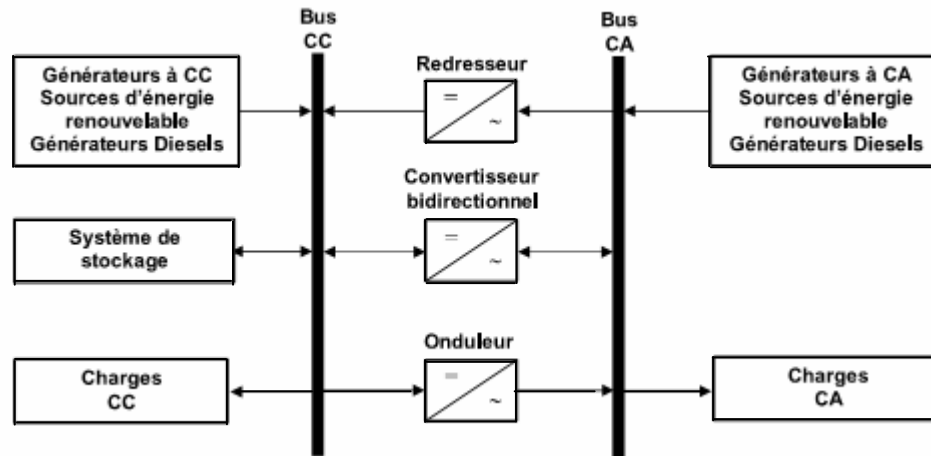 Bus
CC
Bus
CA
Générateurs à CC
Sources d'énergie
renouvelable
Générateurs Diesels
Redresseur
=
~
Générateurs à CA
Sources d'énergie
renouvelable
Générateurs Diesels
Système de
stockage
Convertisseur
bidirectionnel
=
~
Charges
CC
Onduleur
=
~
Charges
CA